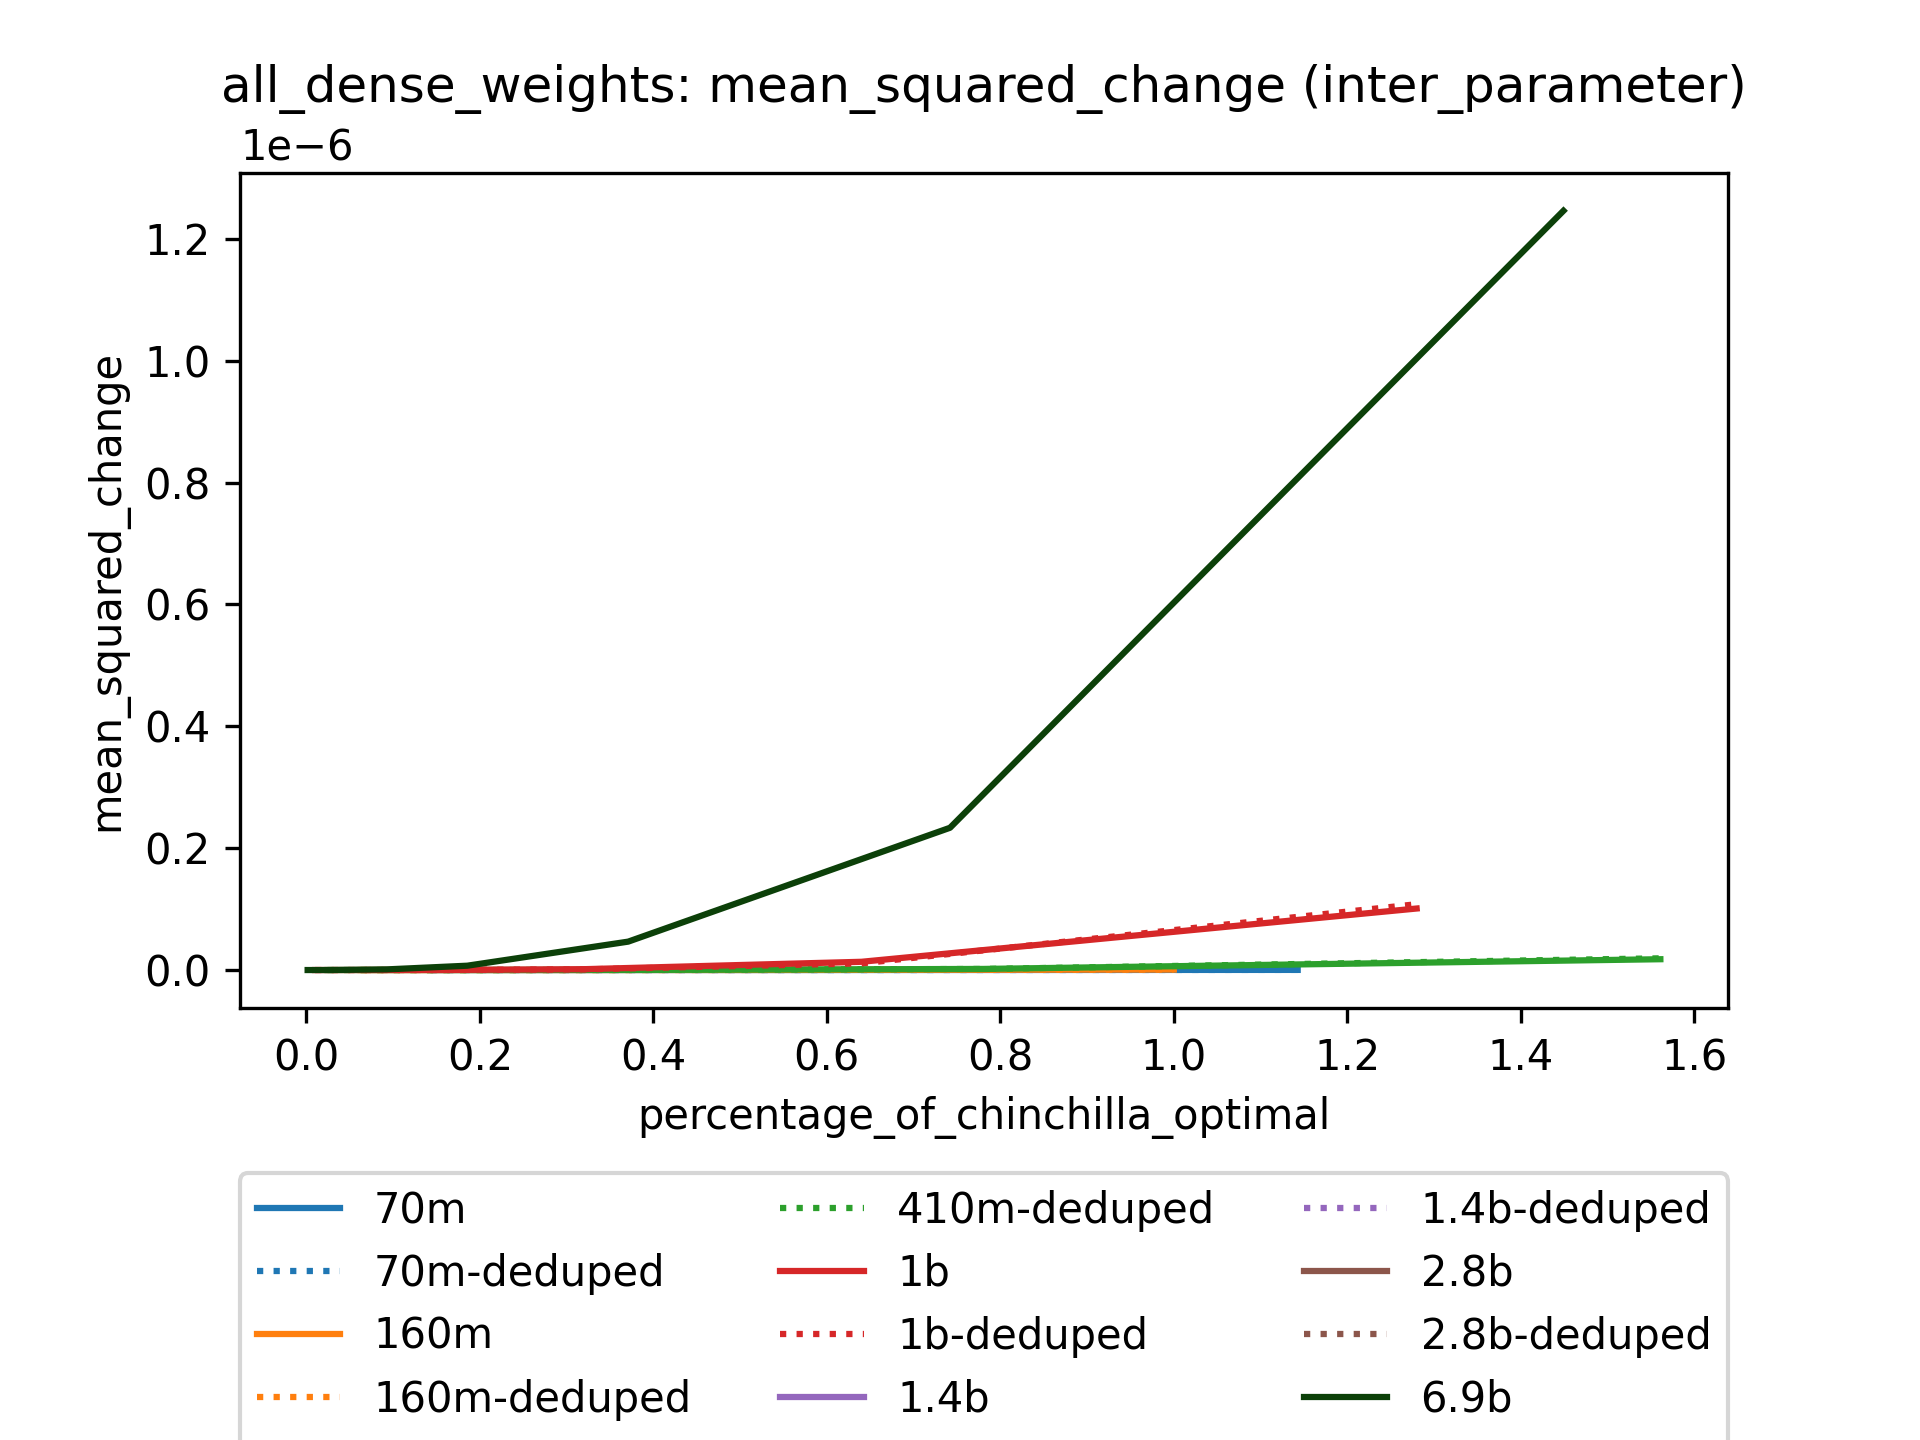 all_dense_weights: mean_squared_change (inter_parameter)
1e−6
1.2
1.0
0.8
0.6
0.4
0.2
0.0
mean_squared_change
0.0 0.2 0.4 0.6 0.8 1.0 1.2 1.4 1.6
percentage_of_chinchilla_optimal
70m
70m-deduped
160m
160m-deduped
410m-deduped
1b
1b-deduped
1.4b
1.4b-deduped
2.8b
2.8b-deduped
6.9b